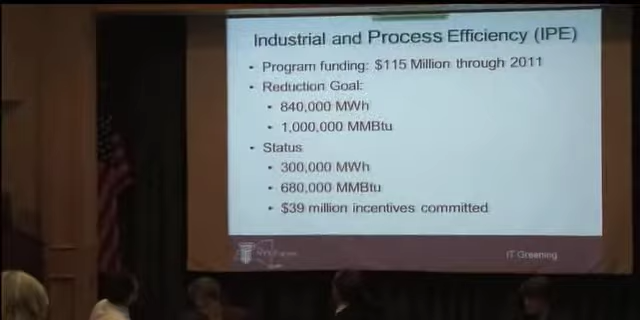 Industrial and Process Efficiency (IPE)
• Program funding: $115 Million through 2011
• Reduction Goal:
• 840,000 MWh
• 1,000,000 MMBtu
• Status
• 300,000 MWh
• 680,000 MMBtu
• $39 million incentives committed
IT Greening